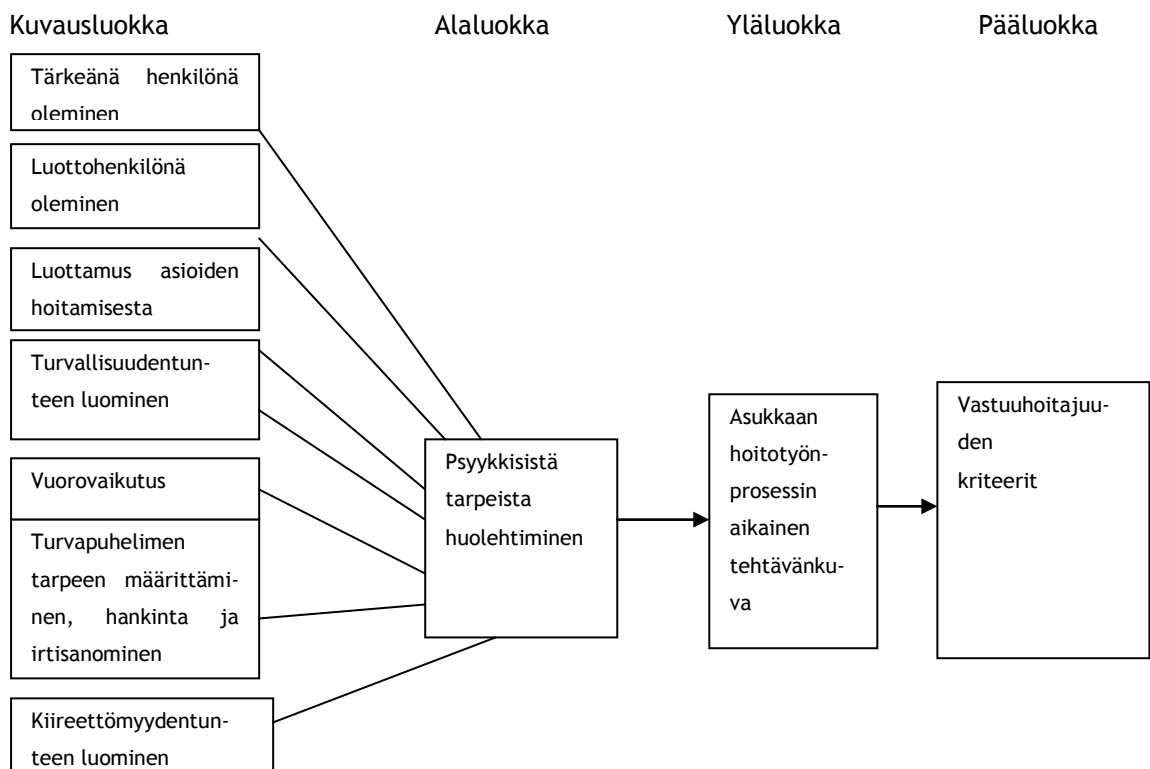 Kuvausluokka Alaluokka Yläluokka Pääluokka
Tärkeänä henkilönä
oleminen
Luottohenkilönä
oleminen
Luottamus asioiden
hoitamisesta
Turvallisuudentun-
teen luominen
Vuorovaikutus
Turvapuhelimen
tarpeen määrittämi-
nen, hankinta ja
irtisanominen
Kiireettömyydentun-
teen luominen
Psyykkisistä
tarpeista
huolehtiminen
Asukkaan
hoitotyön-
prosessin
aikainen
tehtävänku-
va
Vastuuhoitajuu-
den
kriteerit